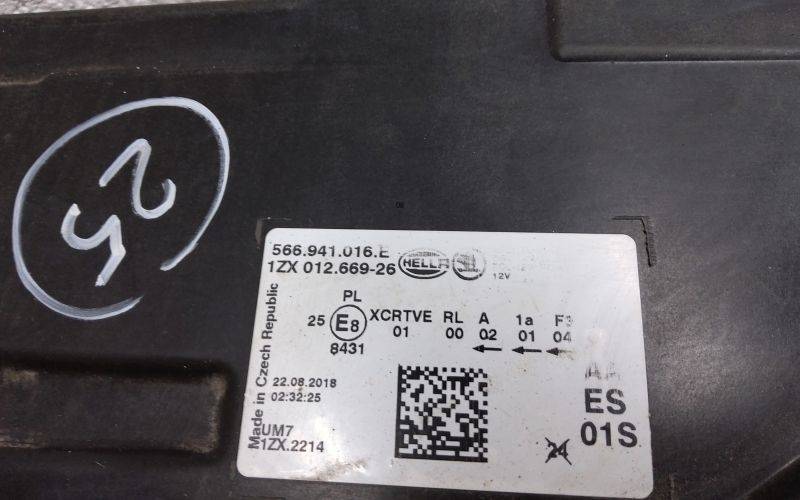 25
566.941.016.E
1ZX 012.669-26 HELLA
12V
PL
25 E8 XCRTVE RL A 1a F3
01 00 02 01 04
8431
Made in Czech Republic
22.08.2018
02:32:25
UM7
1ZX.2214
24
AA
ES
01S